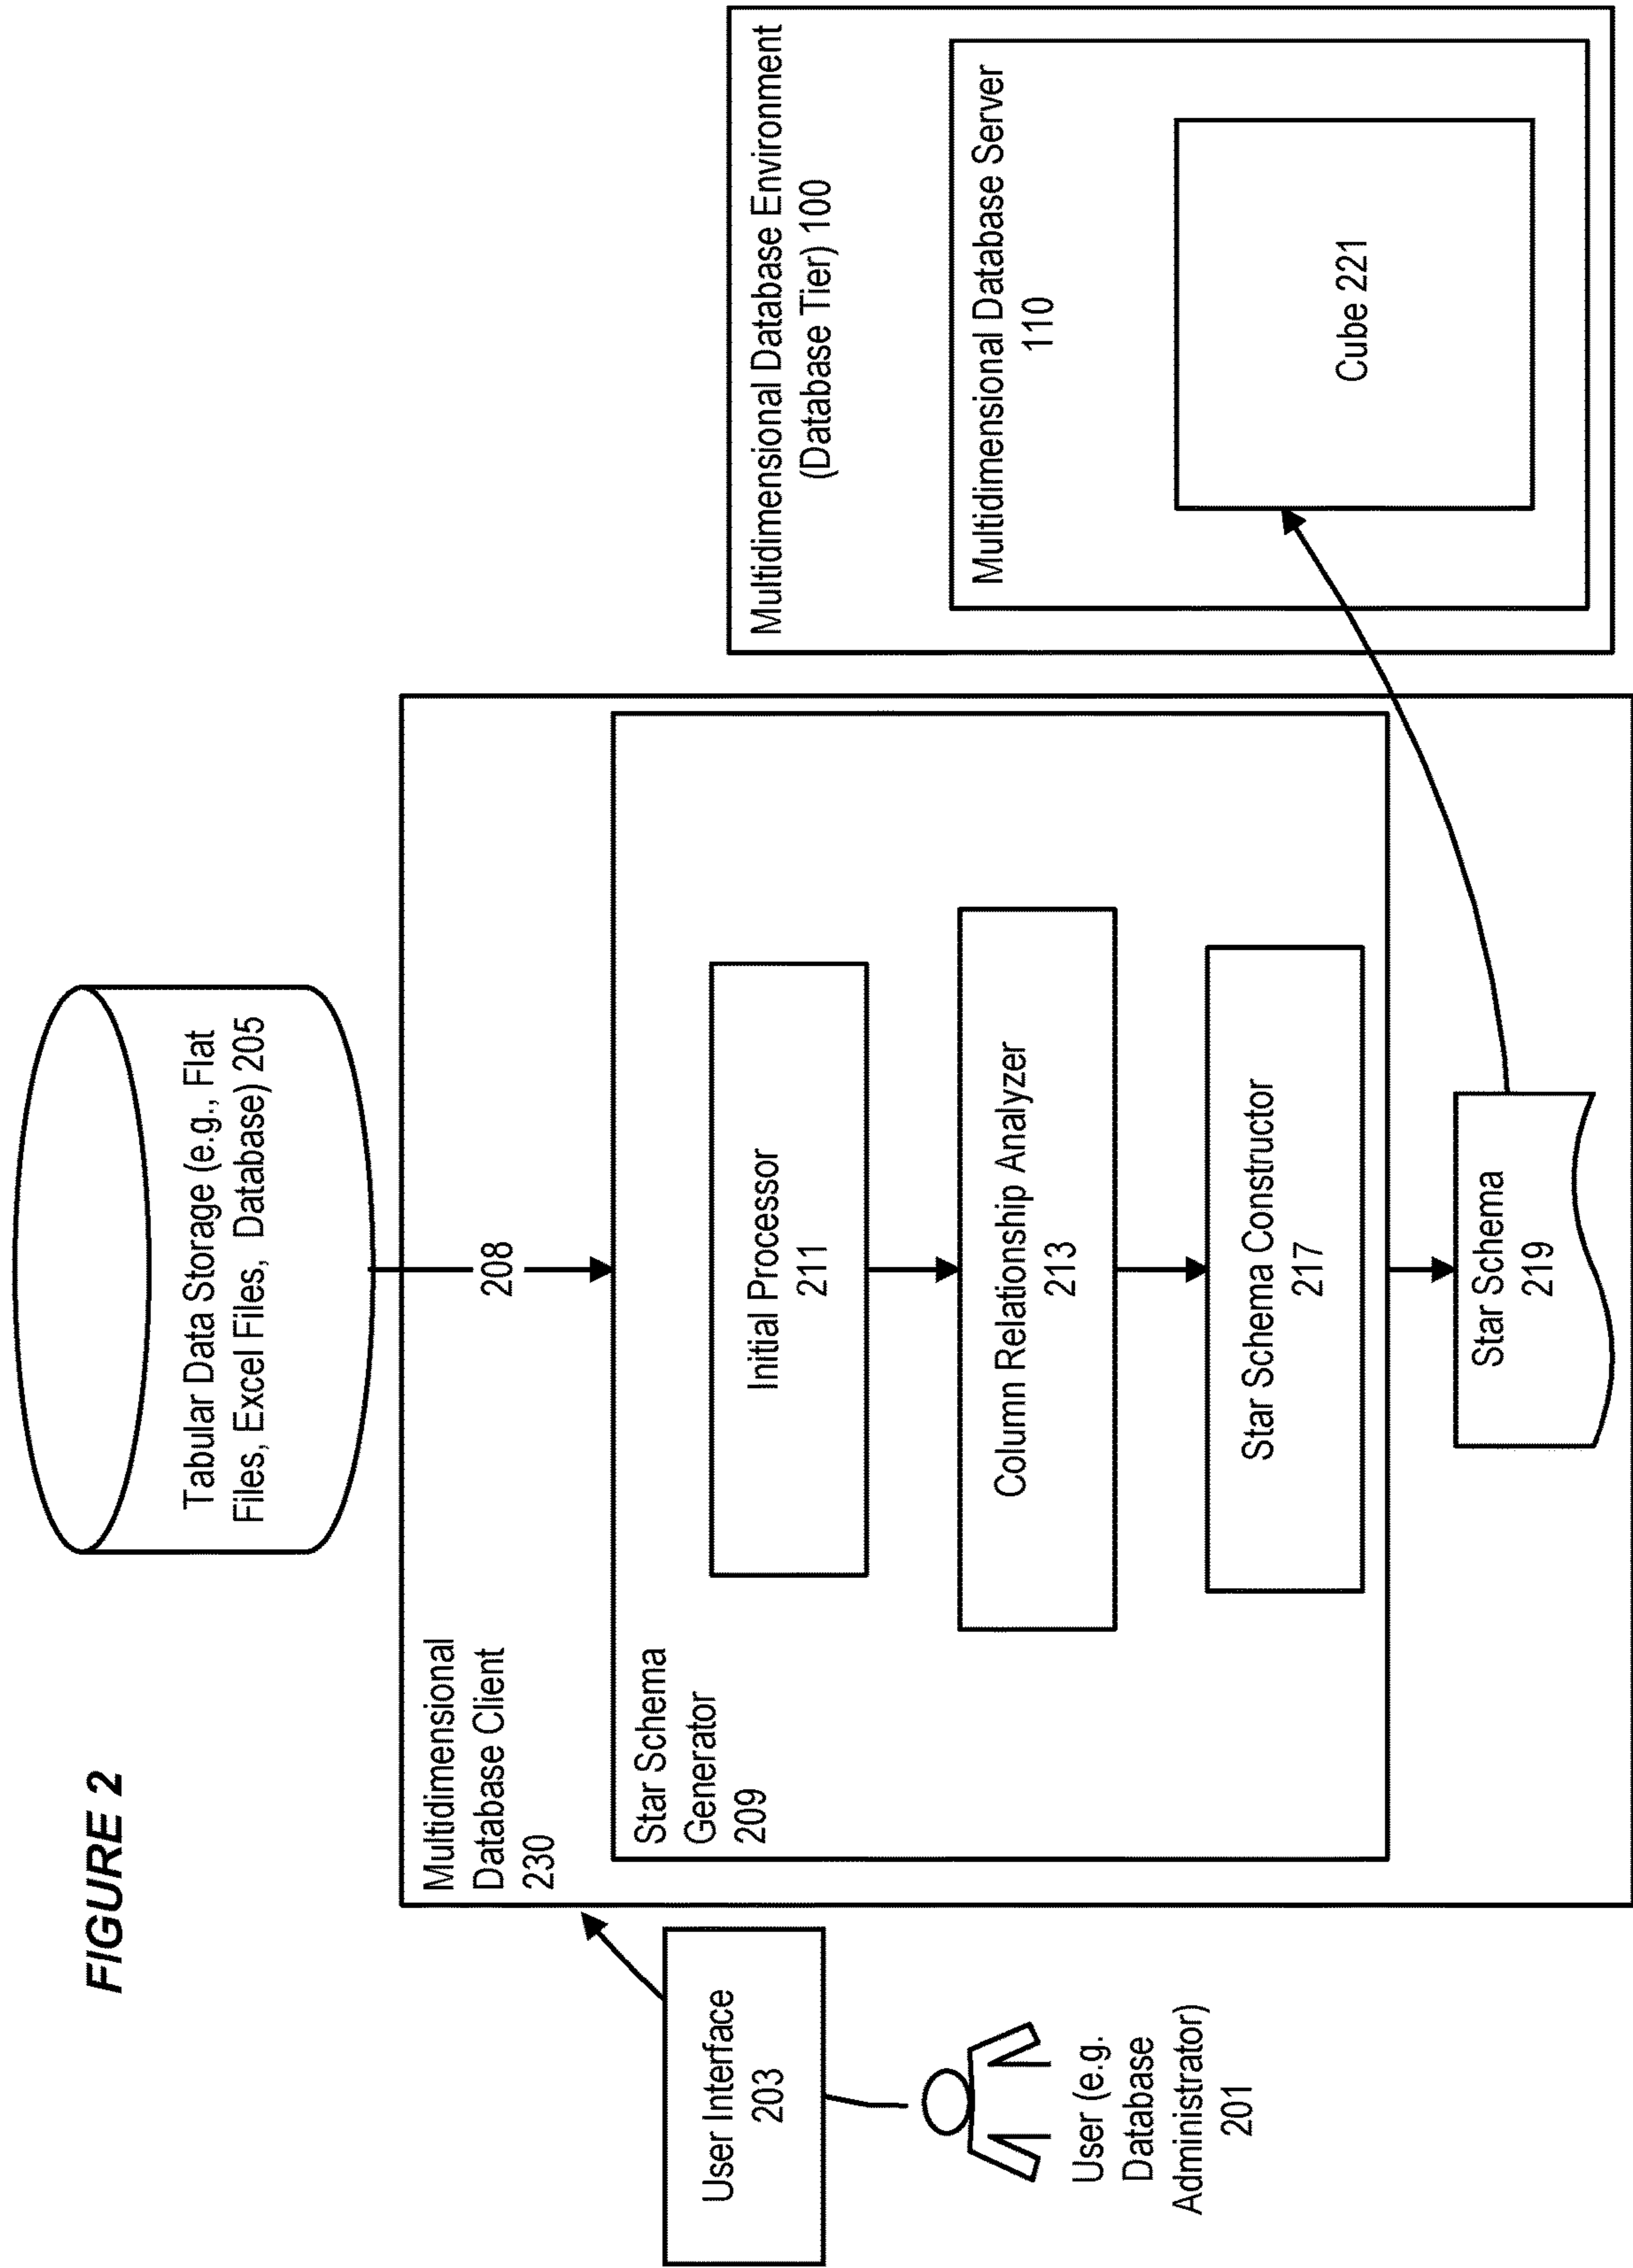 FIGURE 2
Tabular Data Storage (e.g., Flat
Files, Excel Files, Database) 205
208
Multidimensional
Database Client
230
User Interface
203
User (e.g.
Database
Administrator)
201
Star Schema
Generator
209
Initial Processor
211
Column Relationship Analyzer
213
Star Schema Constructor
217
Star Schema
219
Multidimensional Database Environment
(Database Tier) 100
Multidimensional Database Server
110
Cube 221